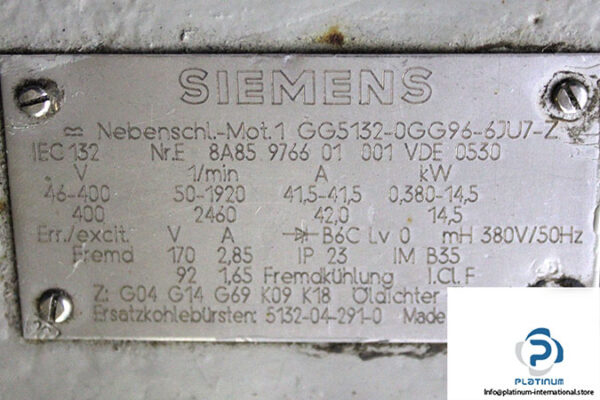 SIEMENS
≂ Nebenschl.-Mot.1 GG5132-0GG96-6JU7-Z
IEC 132 Nr.E 8A85 9766 01 001 VDE 0530
V 1/min A kW
46-400 50-1920 41,5-41,5 0,380-14,5
400 2460 42,0 14,5
Err./excit. V A B6C Lv 0 mH 380V/50Hz
Fremd 170 2,85 IP 23 IM B35
92 1,65 Fremdkühlung I.Cl.F
Z: G04 G14 G69 K09 K18 Öldichter
Ersatzkohlebürsten: 5132-04-291-0 Made
PLATINUM
Info@platinum-international.store